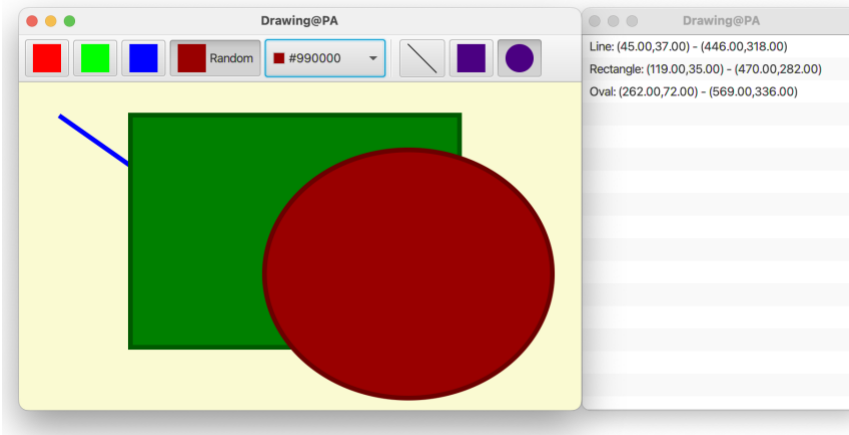 Drawing@PA
Random
#990000
Drawing@PA
Line: (45.00,37.00) - (446.00,318.00)
Rectangle: (119.00,35.00) - (470.00,282.00)
Oval: (262.00,72.00) - (569.00,336.00)